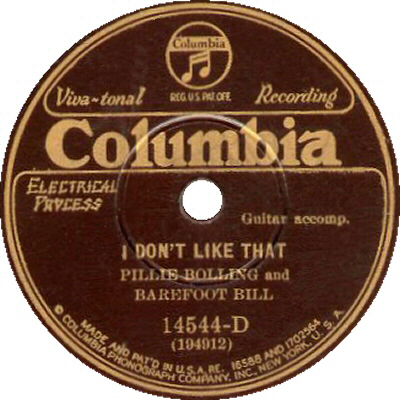 Columbia
REG. U.S. PAT. OFF.
Viva-tonal Recording
Columbia
ELECTRICAL
PROCESS
Guitar accomp.
I DON'T LIKE THAT
PILLIE BOLLING and
BAREFOOT BILL
14544-D
(194912)
MADE AND PAT'D IN U.S.A. RE. 16588 AND 1702564
© COLUMBIA PHONOGRAPH COMPANY, INC. NEW YORK, U.S.A.